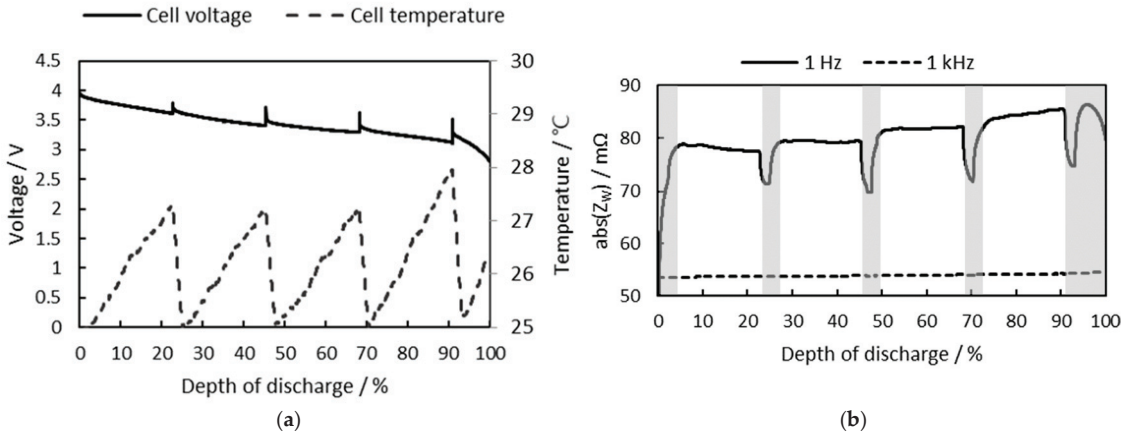 Cell voltage Cell temperature
4.5
4
3.5
3
2.5
2
1.5
1
0.5
0
Voltage / V
30
29
28
27
26
25
Temperature / °C
0 10 20 30 40 50 60 70 80 90 100
Depth of discharge / %
(a)
1 Hz 1 kHz
90
80
70
60
50
abs(Zw) / mΩ
0 10 20 30 40 50 60 70 80 90 100
Depth of discharge / %
(b)